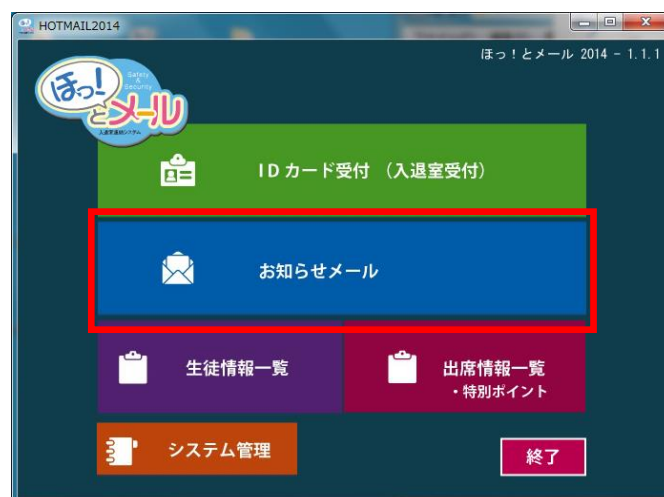 HOTMAIL2014
ほっ!とメール 2014 - 1.1.1
ほっ!
とメール
Safety
&
Security
入退室連絡システム
IDカード受付 (入退室受付)
お知らせメール
生徒情報一覧
出席情報一覧
・特別ポイント
システム管理
終了